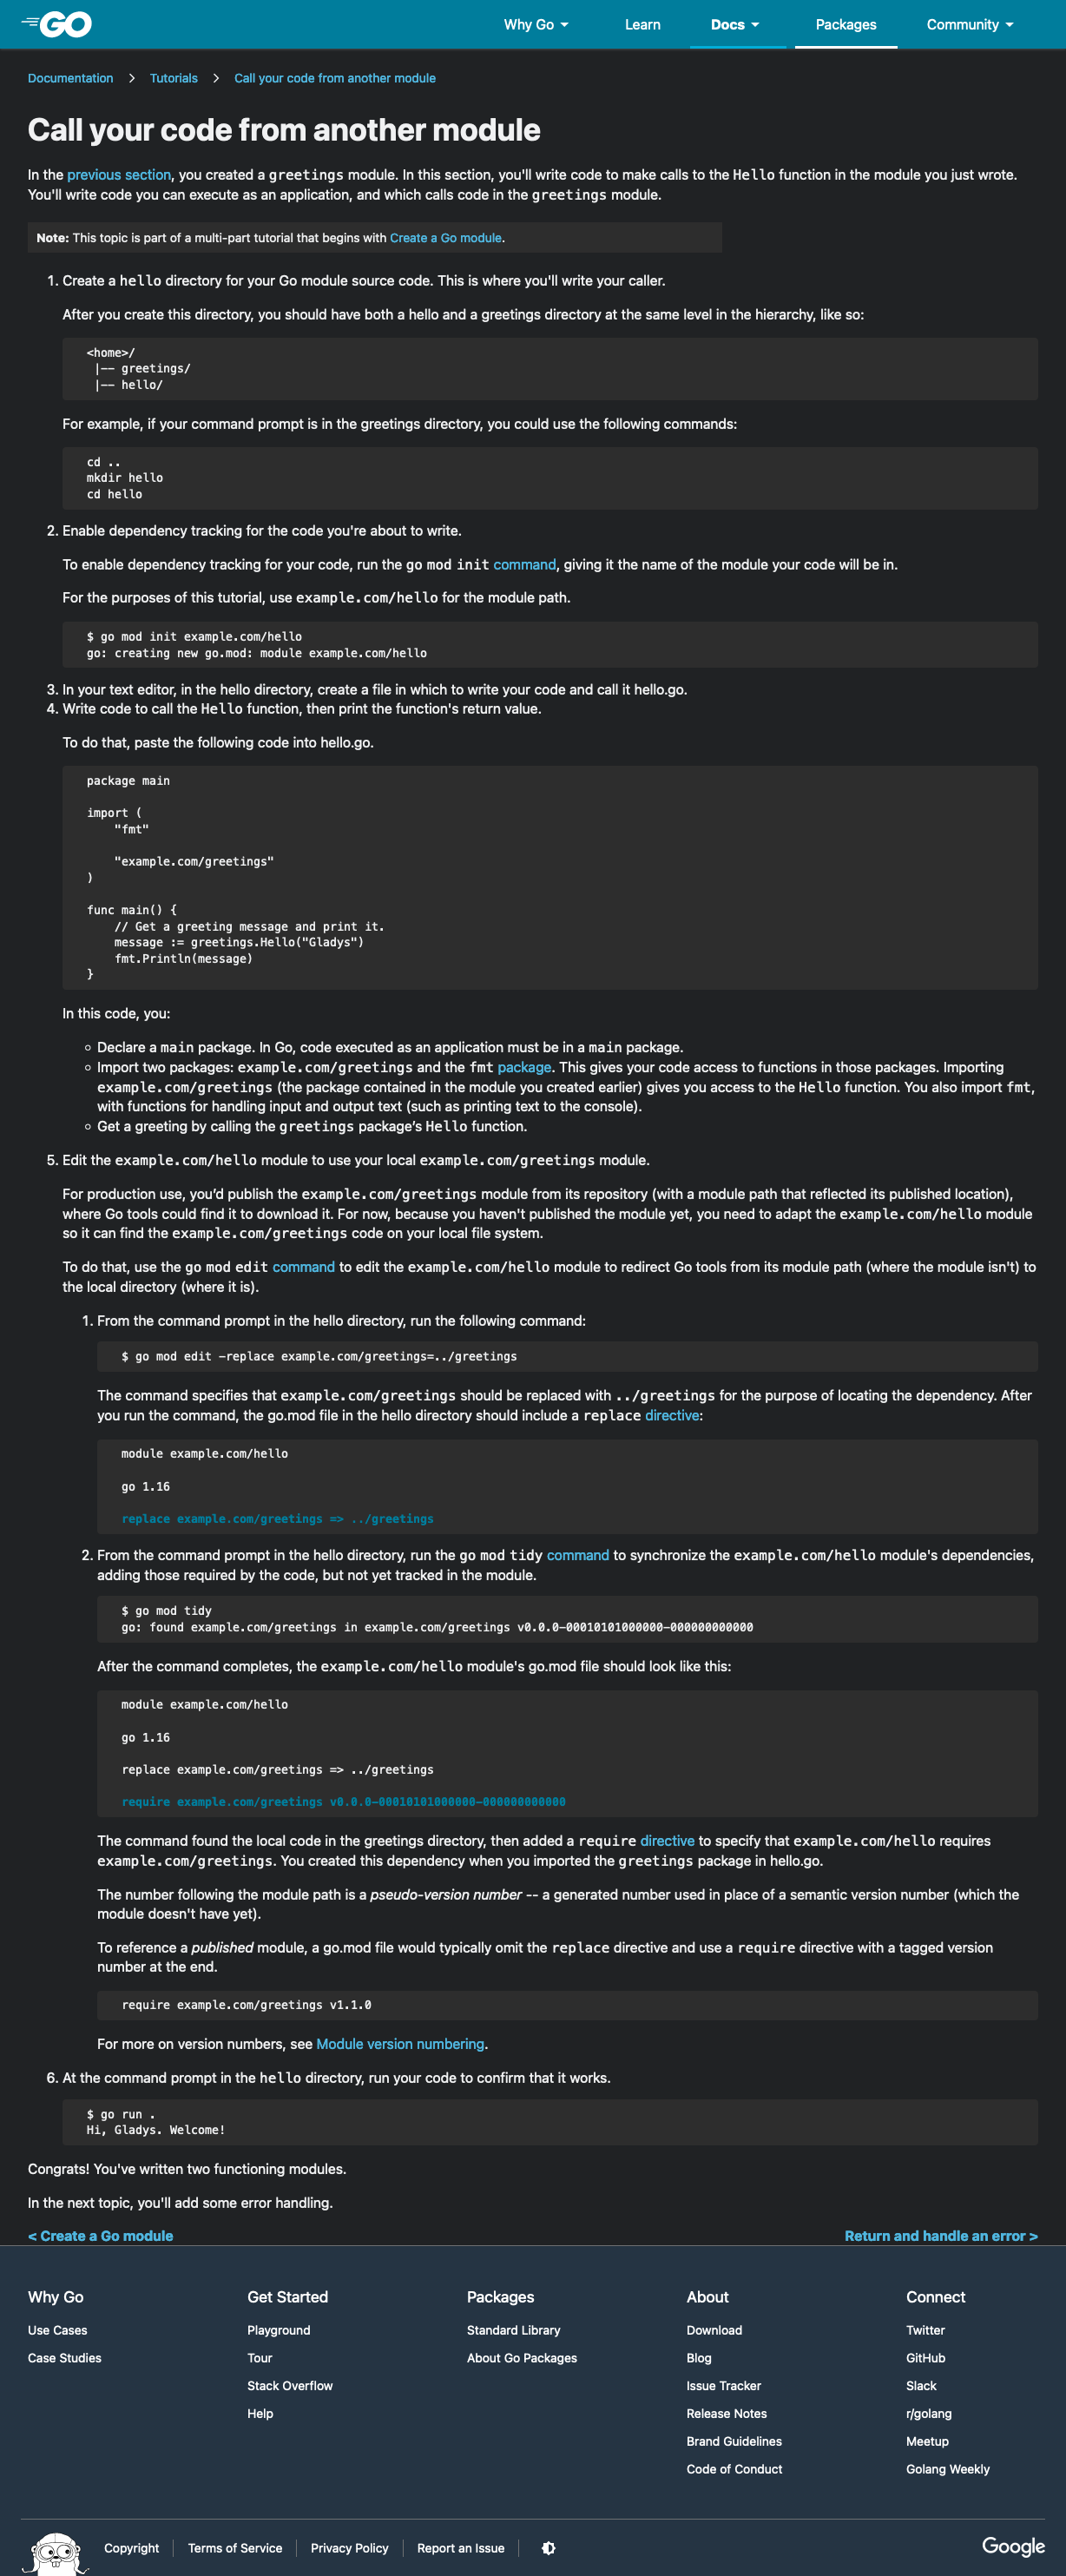 GO
Why Go
Learn
Docs
Packages
Community
Documentation
Tutorials
Call your code from another module
Call your code from another module
In the previous section, you created a greetings module. In this section, you'll write code to make calls to the Hello function in the module you just wrote.
You'll write code you can execute as an application, and which calls code in the greetings module.
Note: This topic is part of a multi-part tutorial that begins with Create a Go module.
1. Create a hello directory for your Go module source code. This is where you'll write your caller.
After you create this directory, you should have both a hello and a greetings directory at the same level in the hierarchy, like so:
<home>/
|-- greetings/
|-- hello/
For example, if your command prompt is in the greetings directory, you could use the following commands:
cd ..
mkdir hello
cd hello
2. Enable dependency tracking for the code you're about to write.
To enable dependency tracking for your code, run the go mod init command, giving it the name of the module your code will be in.
For the purposes of this tutorial, use example.com/hello for the module path.
$ go mod init example.com/hello
go: creating new go.mod: module example.com/hello
3. In your text editor, in the hello directory, create a file in which to write your code and call it hello.go.
4. Write code to call the Hello function, then print the function's return value.
To do that, paste the following code into hello.go.
package main
import (
"fmt"
"example.com/greetings"
)
func main() {
// Get a greeting message and print it.
message := greetings.Hello("Gladys")
fmt.Println(message)
}
In this code, you:
◦ Declare a main package. In Go, code executed as an application must be in a main package.
◦ Import two packages: example.com/greetings and the fmt package. This gives your code access to functions in those packages. Importing
example.com/greetings (the package contained in the module you created earlier) gives you access to the Hello function. You also import fmt,
with functions for handling input and output text (such as printing text to the console).
◦ Get a greeting by calling the greetings package’s Hello function.
5. Edit the example.com/hello module to use your local example.com/greetings module.
For production use, you’d publish the example.com/greetings module from its repository (with a module path that reflected its published location),
where Go tools could find it to download it. For now, because you haven't published the module yet, you need to adapt the example.com/hello module
so it can find the example.com/greetings code on your local file system.
To do that, use the go mod edit command to edit the example.com/hello module to redirect Go tools from its module path (where the module isn't) to
the local directory (where it is).
1. From the command prompt in the hello directory, run the following command:
$ go mod edit -replace example.com/greetings=../greetings
The command specifies that example.com/greetings should be replaced with ../greetings for the purpose of locating the dependency. After
you run the command, the go.mod file in the hello directory should include a replace directive:
module example.com/hello
go 1.16
replace example.com/greetings => ../greetings
2. From the command prompt in the hello directory, run the go mod tidy command to synchronize the example.com/hello module's dependencies,
adding those required by the code, but not yet tracked in the module.
$ go mod tidy
go: found example.com/greetings in example.com/greetings v0.0.0-00010101000000-000000000000
After the command completes, the example.com/hello module's go.mod file should look like this:
module example.com/hello
go 1.16
replace example.com/greetings => ../greetings
require example.com/greetings v0.0.0-00010101000000-000000000000
The command found the local code in the greetings directory, then added a require directive to specify that example.com/hello requires
example.com/greetings. You created this dependency when you imported the greetings package in hello.go.
The number following the module path is a pseudo-version number -- a generated number used in place of a semantic version number (which the
module doesn't have yet).
To reference a published module, a go.mod file would typically omit the replace directive and use a require directive with a tagged version
number at the end.
require example.com/greetings v1.1.0
For more on version numbers, see Module version numbering.
6. At the command prompt in the hello directory, run your code to confirm that it works.
$ go run .
Hi, Gladys. Welcome!
Congrats! You've written two functioning modules.
In the next topic, you'll add some error handling.
< Create a Go module
Return and handle an error >
Why Go
Use Cases
Case Studies
Get Started
Playground
Tour
Stack Overflow
Help
Packages
Standard Library
About Go Packages
About
Download
Blog
Issue Tracker
Release Notes
Brand Guidelines
Code of Conduct
Connect
Twitter
GitHub
Slack
r/golang
Meetup
Golang Weekly
Copyright
Terms of Service
Privacy Policy
Report an Issue
Google